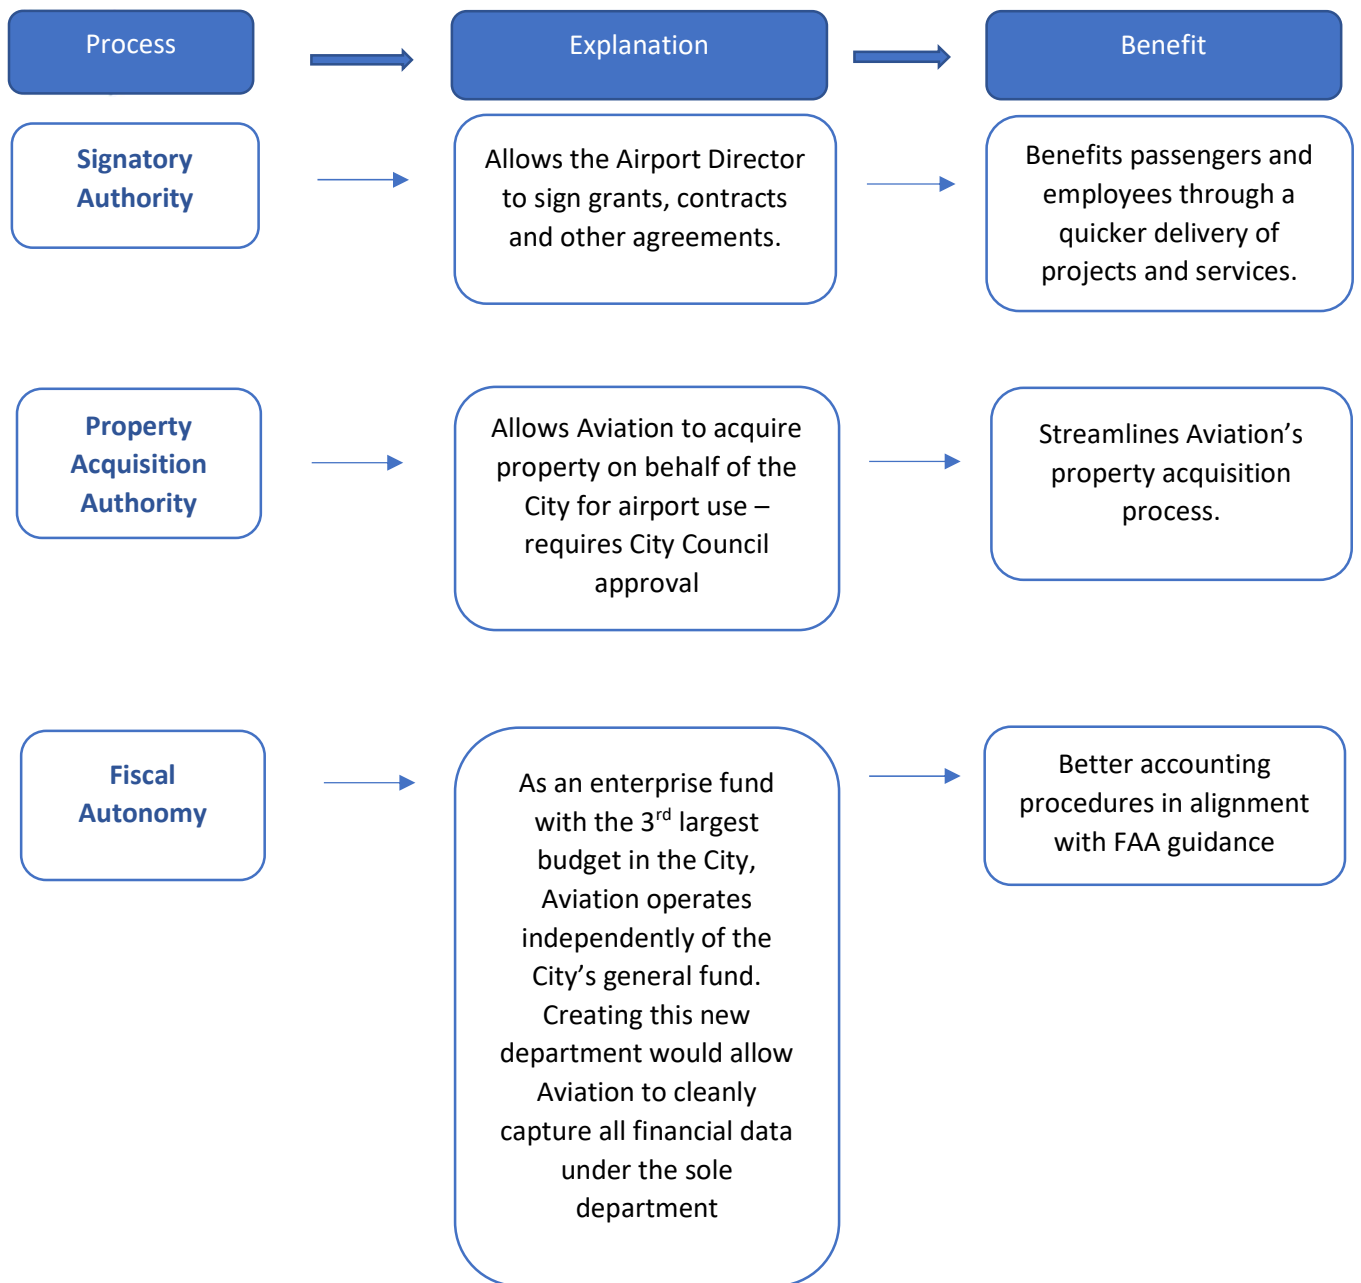 Process
Explanation
Benefit
Signatory
Authority
Allows the Airport Director
to sign grants, contracts
and other agreements.
Benefits passengers and
employees through a
quicker delivery of
projects and services.
Property
Acquisition
Authority
Allows Aviation to acquire
property on behalf of the
City for airport use –
requires City Council
approval
Streamlines Aviation’s
property acquisition
process.
Fiscal
Autonomy
As an enterprise fund
with the 3rd largest
budget in the City,
Aviation operates
independently of the
City’s general fund.
Creating this new
department would allow
Aviation to cleanly
capture all financial data
under the sole
department
Better accounting
procedures in alignment
with FAA guidance